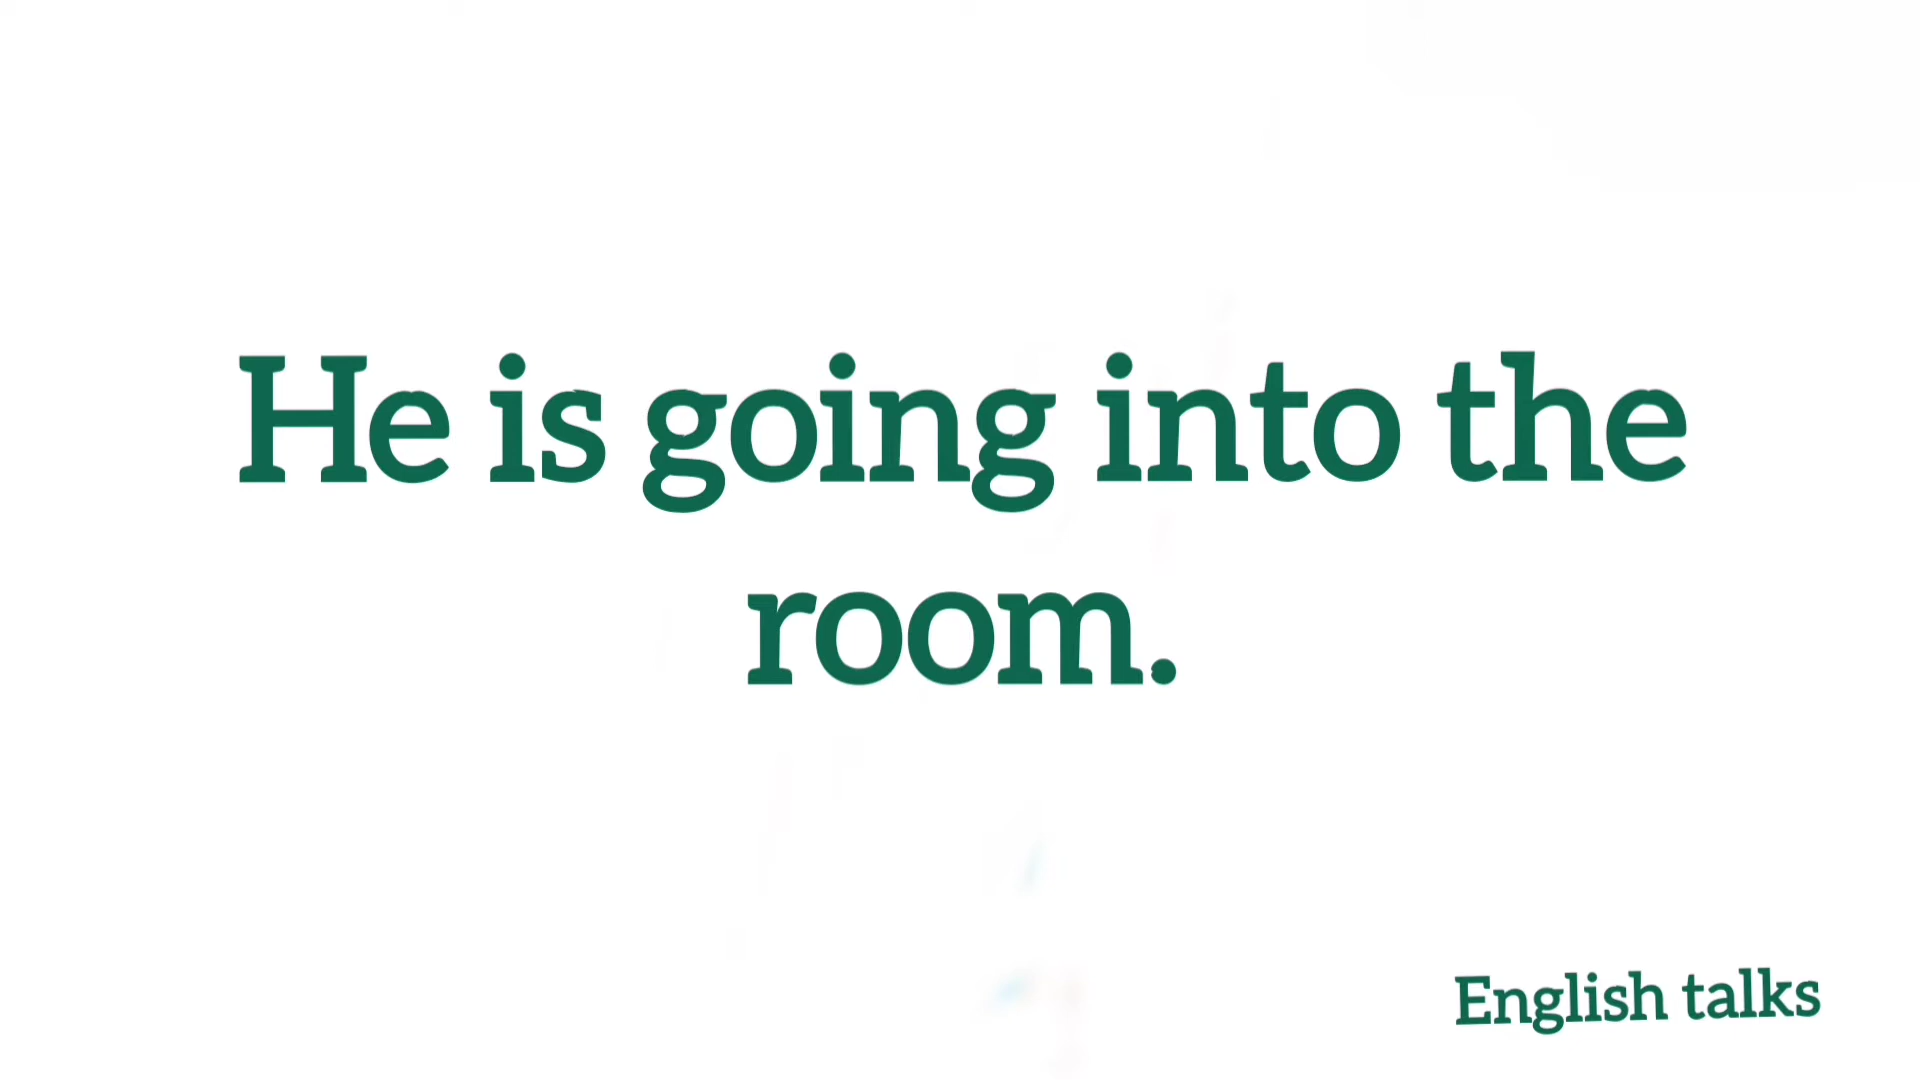 He is going into the
room.
English talks